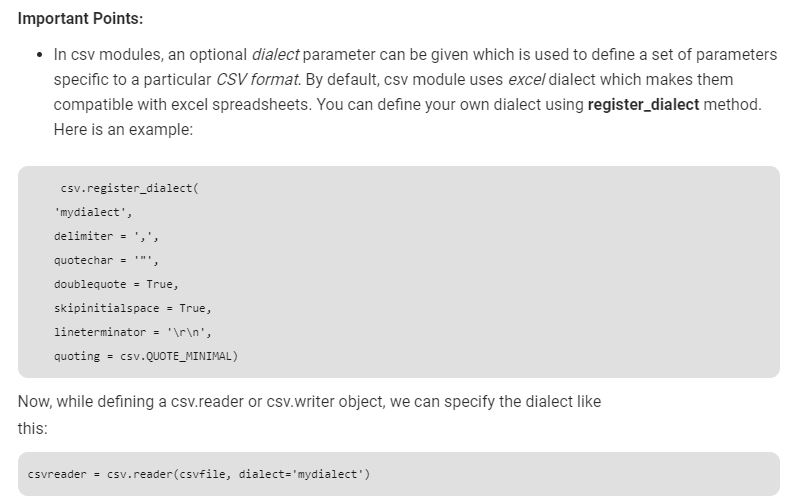 Important Points:
• In csv modules, an optional dialect parameter can be given which is used to define a set of parameters
specific to a particular CSV format. By default, csv module uses excel dialect which makes them
compatible with excel spreadsheets. You can define your own dialect using register_dialect method.
Here is an example:
csv.register_dialect(
'mydialect',
delimiter = ',',
quotechar = '"',
doublequote = True,
skipinitialspace = True,
lineterminator = '\r\n',
quoting = csv.QUOTE_MINIMAL)
Now, while defining a csv.reader or csv.writer object, we can specify the dialect like
this:
csvreader = csv.reader(csvfile, dialect='mydialect')